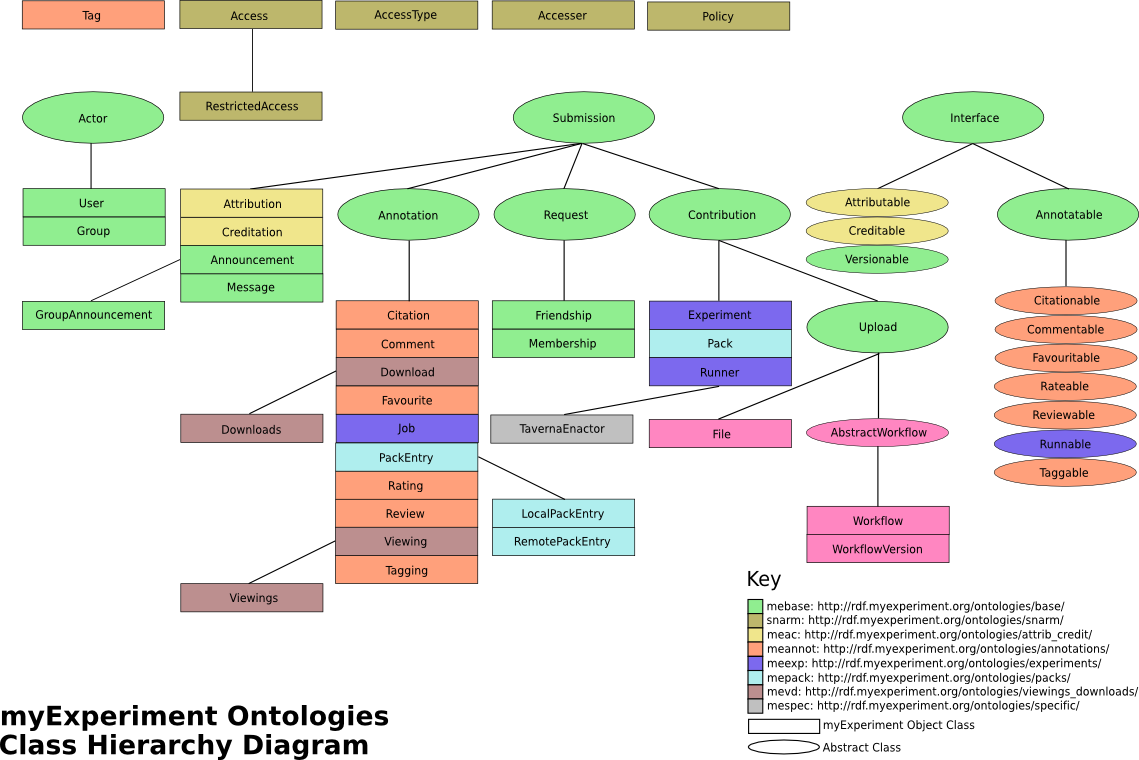 Tag
Access
AccessType
Accesser
Policy
RestrictedAccess
Actor
Submission
Interface
User
Group
Attribution
Creditation
Announcement
Message
GroupAnnouncement
Annotation
Request
Contribution
Attributable
Creditable
Versionable
Annotatable
Citation
Comment
Download
Favourite
Job
PackEntry
Rating
Review
Viewing
Tagging
Downloads
Viewings
Friendship
Membership
Experiment
Pack
Runner
TavernaEnactor
LocalPackEntry
RemotePackEntry
Upload
File
AbstractWorkflow
Workflow
WorkflowVersion
Citationable
Commentable
Favouritable
Rateable
Reviewable
Runnable
Taggable
Key
mebase: http://rdf.myexperiment.org/ontologies/base/
snarm: http://rdf.myexperiment.org/ontologies/snarm/
meac: http://rdf.myexperiment.org/ontologies/attrib_credit/
meannot: http://rdf.myexperiment.org/ontologies/annotations/
meexp: http://rdf.myexperiment.org/ontologies/experiments/
mepack: http://rdf.myexperiment.org/ontologies/packs/
mevd: http://rdf.myexperiment.org/ontologies/viewings_downloads/
mespec: http://rdf.myexperiment.org/ontologies/specific/
myExperiment Object Class
Abstract Class
myExperiment Ontologies
Class Hierarchy Diagram